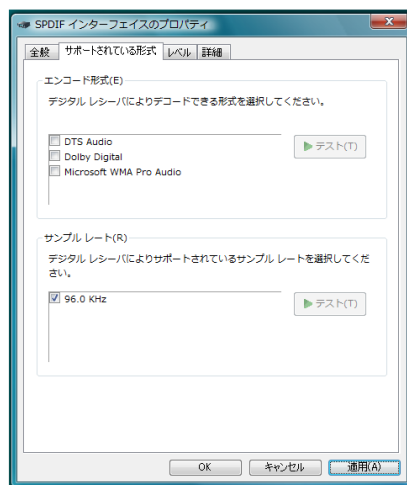 SPDIF インターフェイスのプロパティ
全般 サポートされている形式 レベル 詳細
エンコード形式(E)
デジタル レシーバによりデコードできる形式を選択してください。
DTS Audio
Dolby Digital
Microsoft WMA Pro Audio
テスト(T)
サンプル レート(R)
デジタル レシーバによりサポートされているサンプル レートを選択してくだ
さい。
96.0 KHz
テスト(T)
OK キャンセル 適用(A)